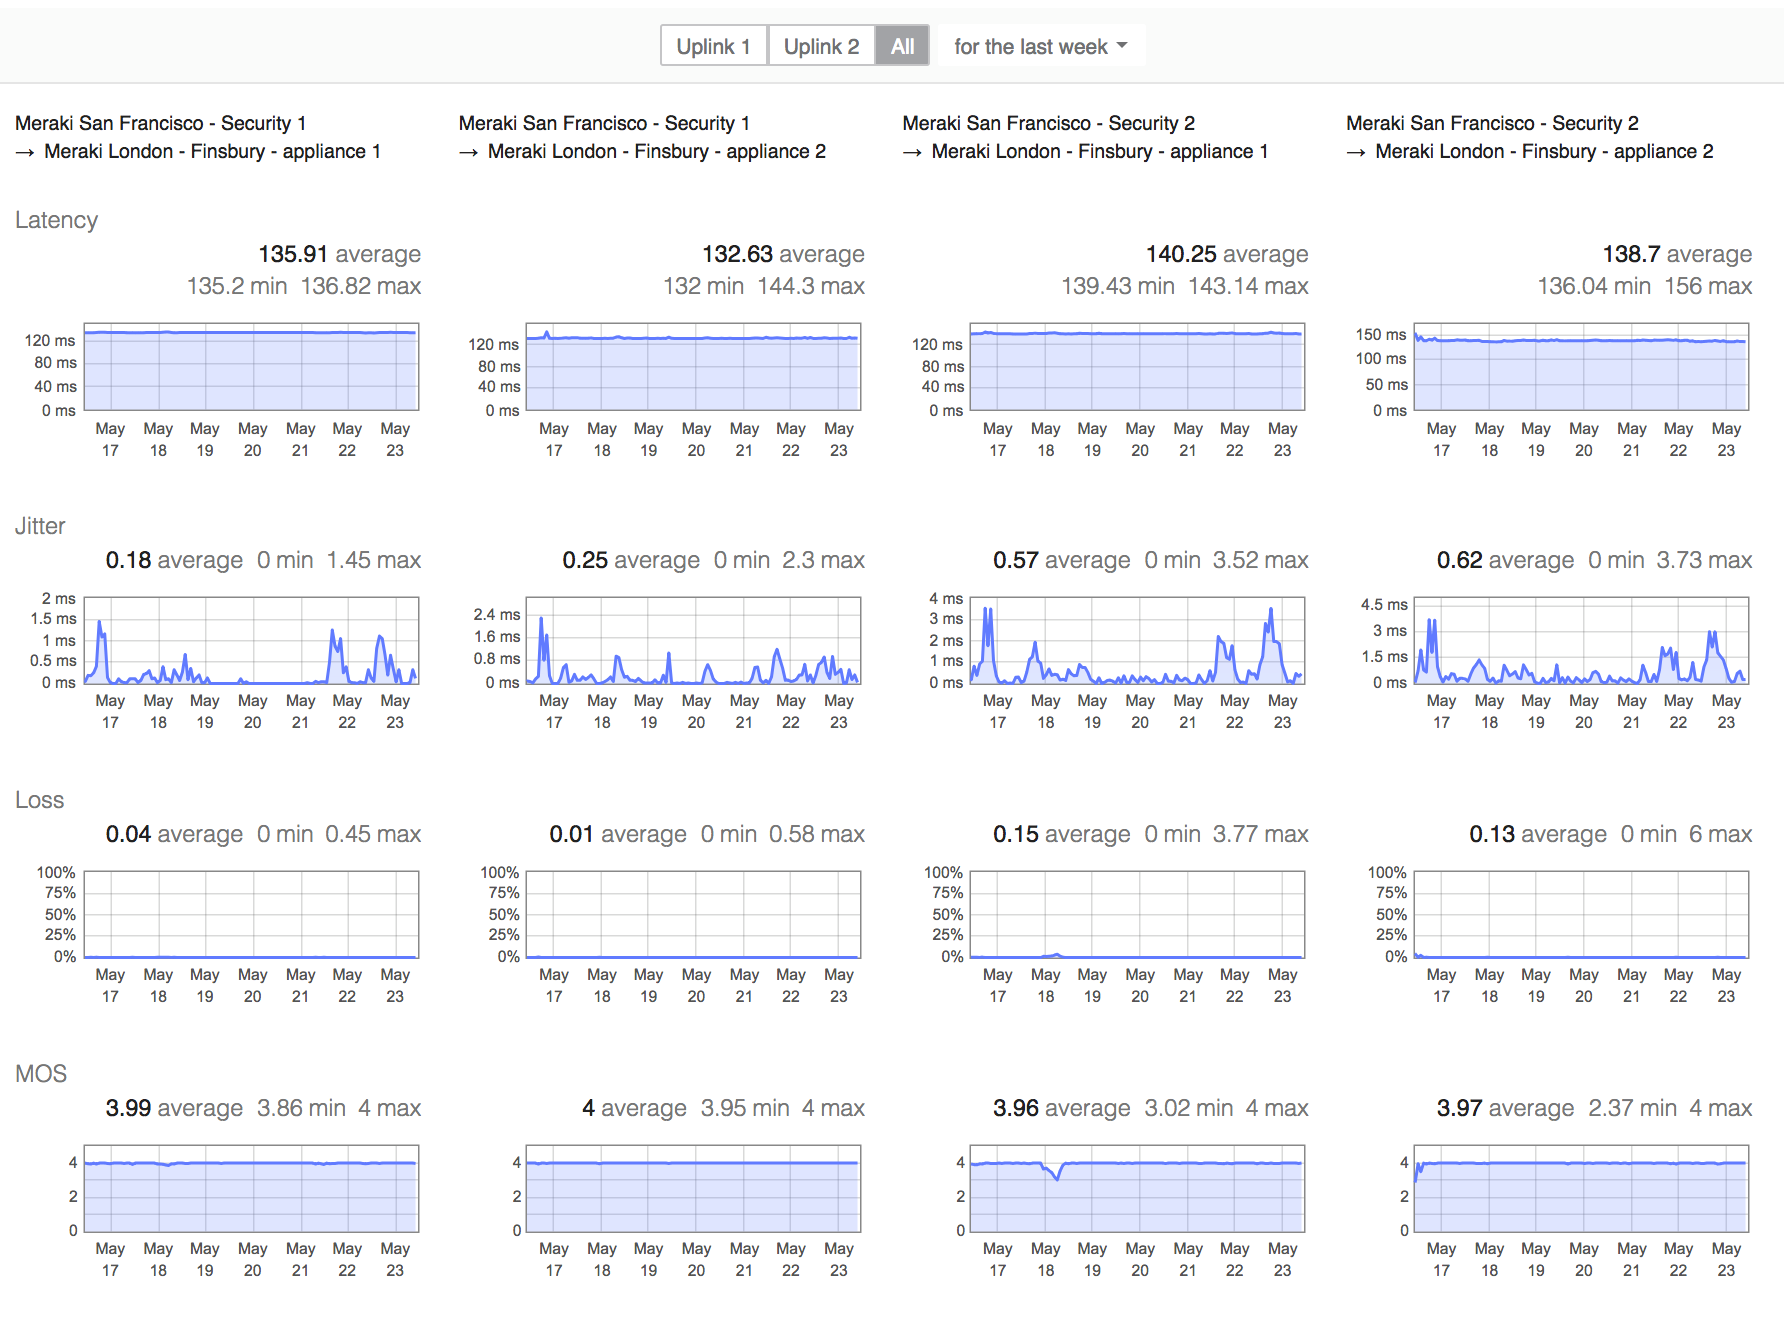 Uplink 1 Uplink 2 All for the last week
Meraki San Francisco - Security 1
→ Meraki London - Finsbury - appliance 1
Meraki San Francisco - Security 1
→ Meraki London - Finsbury - appliance 2
Meraki San Francisco - Security 2
→ Meraki London - Finsbury - appliance 1
Meraki San Francisco - Security 2
→ Meraki London - Finsbury - appliance 2
Latency
135.91 average
135.2 min 136.82 max
120 ms
80 ms
40 ms
0 ms
May May May May May May May
17 18 19 20 21 22 23
132.63 average
132 min 144.3 max
120 ms
80 ms
40 ms
0 ms
May May May May May May May
17 18 19 20 21 22 23
140.25 average
139.43 min 143.14 max
120 ms
80 ms
40 ms
0 ms
May May May May May May May
17 18 19 20 21 22 23
138.7 average
136.04 min 156 max
150 ms
100 ms
50 ms
0 ms
May May May May May May May
17 18 19 20 21 22 23
Jitter
0.18 average 0 min 1.45 max
2 ms
1.5 ms
1 ms
0.5 ms
0 ms
May May May May May May May
17 18 19 20 21 22 23
0.25 average 0 min 2.3 max
2.4 ms
1.6 ms
0.8 ms
0 ms
May May May May May May May
17 18 19 20 21 22 23
0.57 average 0 min 3.52 max
4 ms
3 ms
2 ms
1 ms
0 ms
May May May May May May May
17 18 19 20 21 22 23
0.62 average 0 min 3.73 max
4.5 ms
3 ms
1.5 ms
0 ms
May May May May May May May
17 18 19 20 21 22 23
Loss
0.04 average 0 min 0.45 max
100%
75%
50%
25%
0%
May May May May May May May
17 18 19 20 21 22 23
0.01 average 0 min 0.58 max
100%
75%
50%
25%
0%
May May May May May May May
17 18 19 20 21 22 23
0.15 average 0 min 3.77 max
100%
75%
50%
25%
0%
May May May May May May May
17 18 19 20 21 22 23
0.13 average 0 min 6 max
100%
75%
50%
25%
0%
May May May May May May May
17 18 19 20 21 22 23
MOS
3.99 average 3.86 min 4 max
4
2
0
May May May May May May May
17 18 19 20 21 22 23
4 average 3.95 min 4 max
4
2
0
May May May May May May May
17 18 19 20 21 22 23
3.96 average 3.02 min 4 max
4
2
0
May May May May May May May
17 18 19 20 21 22 23
3.97 average 2.37 min 4 max
4
2
0
May May May May May May May
17 18 19 20 21 22 23